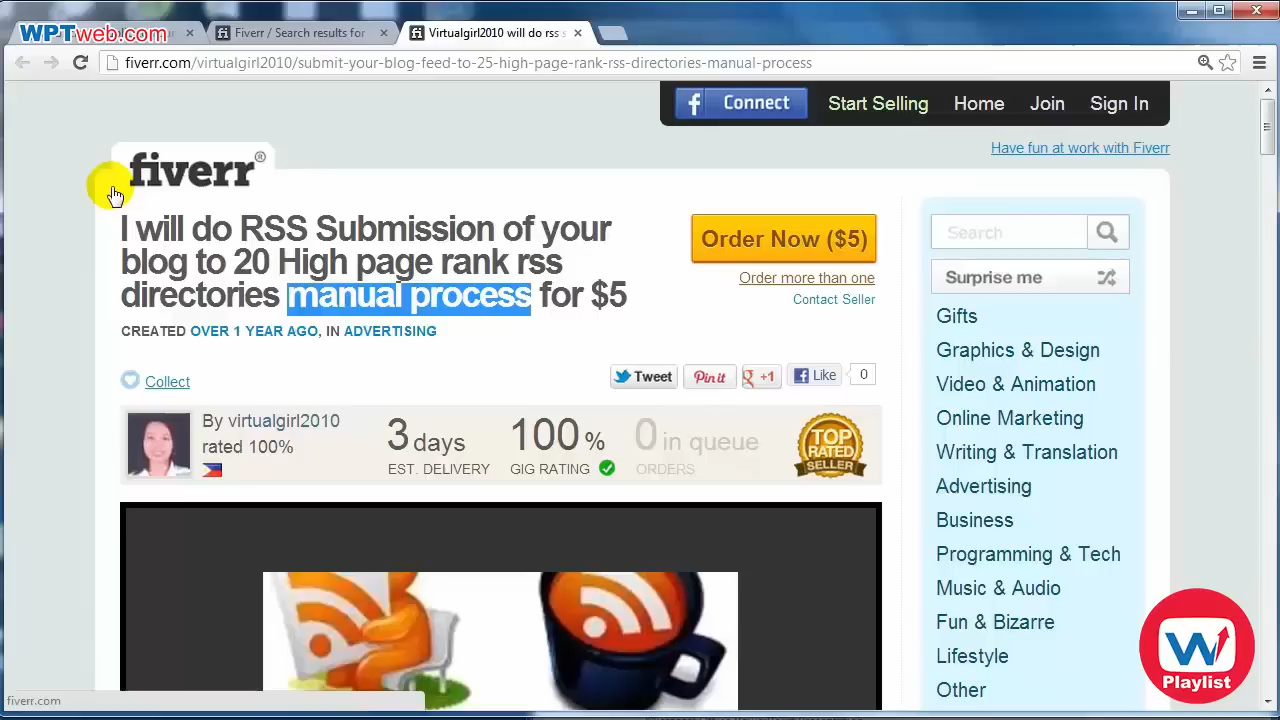 WPTweb.com
Fiverr / Search results for
Virtualgirl2010 will do rss s
fiverr.com/virtualgirl2010/submit-your-blog-feed-to-25-high-page-rank-rss-directories-manual-process
f Connect
Start Selling
Home
Join
Sign In
Have fun at work with Fiverr
fiverr®
I will do RSS Submission of your
blog to 20 High page rank rss
directories manual process for $5
CREATED OVER 1 YEAR AGO, IN ADVERTISING
Order Now ($5)
Order more than one
Contact Seller
Search
Surprise me
Gifts
Graphics & Design
Video & Animation
Online Marketing
Writing & Translation
Advertising
Business
Programming & Tech
Music & Audio
Fun & Bizarre
Lifestyle
Other
Collect
Tweet
Pin it
g +1
Like
0
By virtualgirl2010
rated 100%
3 days
EST. DELIVERY
100 %
GIG RATING
0 in queue
ORDERS
TOP
RATED
SELLER
W
Playlist
fiverr.com